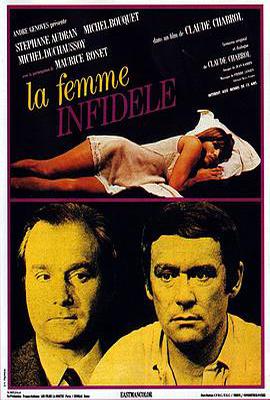 ANDRE GENOVES présente
STEPHANE AUDRAN MICHEL BOUQUET
MICHEL DUCHAUSSOY
avec la participation de MAURICE RONET
dans un film de CLAUDE CHABROL
Scénario original
et dialogue
de CLAUDE CHABROL
la femme
INFIDELE
INTERDIT AUX MOINS DE 13 ANS
EASTMANCOLOR